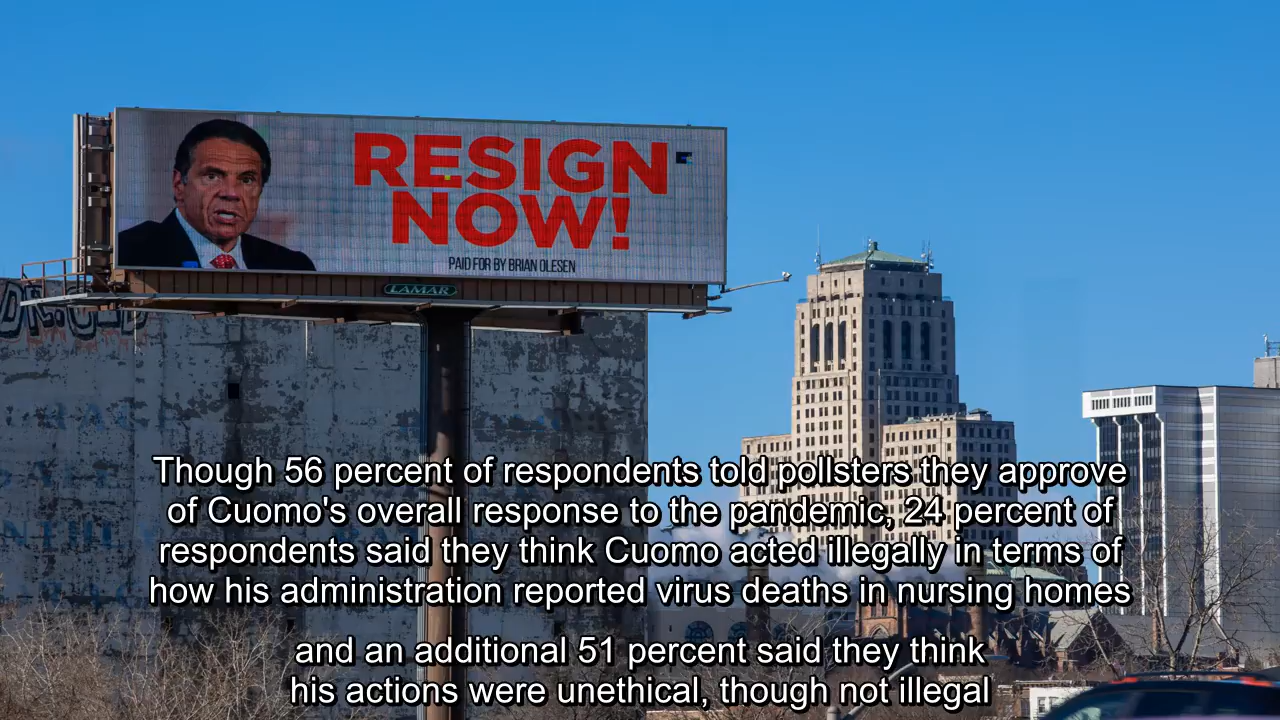 RESIGN
NOW!
PAID FOR BY BRIAN OLESEN
LAMAR
Though 56 percent of respondents told pollsters they approve
of Cuomo's overall response to the pandemic, 24 percent of
respondents said they think Cuomo acted illegally in terms of
how his administration reported virus deaths in nursing homes
and an additional 51 percent said they think
his actions were unethical, though not illegal